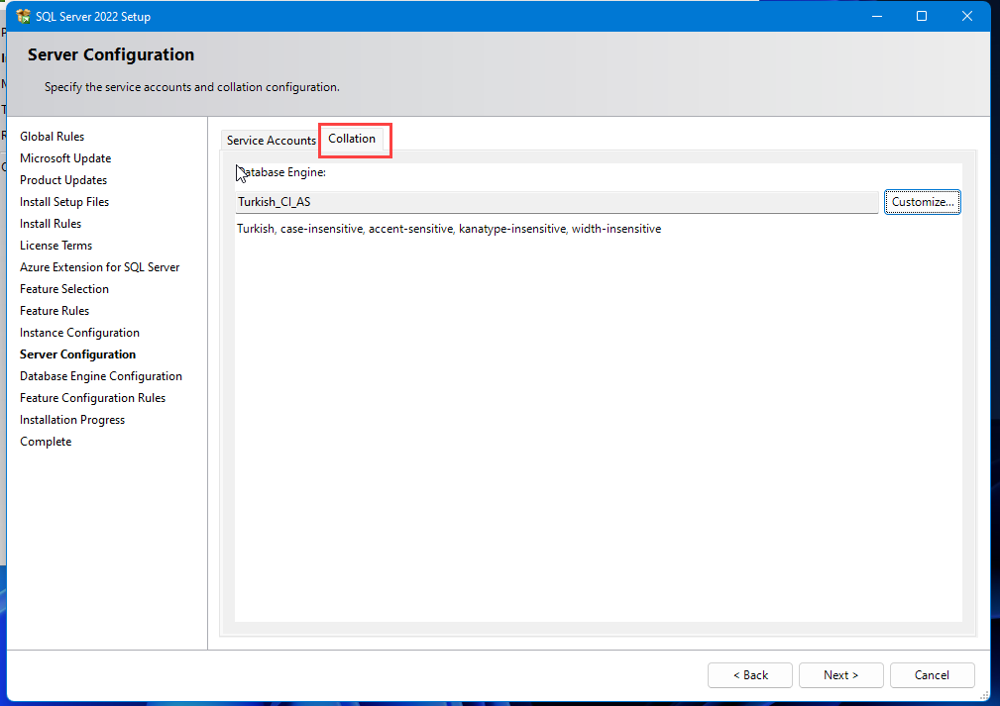 SQL Server 2022 Setup
Server Configuration
Specify the service accounts and collation configuration.
Global Rules
Microsoft Update
Product Updates
Install Setup Files
Install Rules
License Terms
Azure Extension for SQL Server
Feature Selection
Feature Rules
Instance Configuration
Server Configuration
Database Engine Configuration
Feature Configuration Rules
Installation Progress
Complete
Service Accounts Collation
Database Engine:
Turkish_CI_AS Customize...
Turkish, case-insensitive, accent-sensitive, kanatype-insensitive, width-insensitive
< Back Next > Cancel